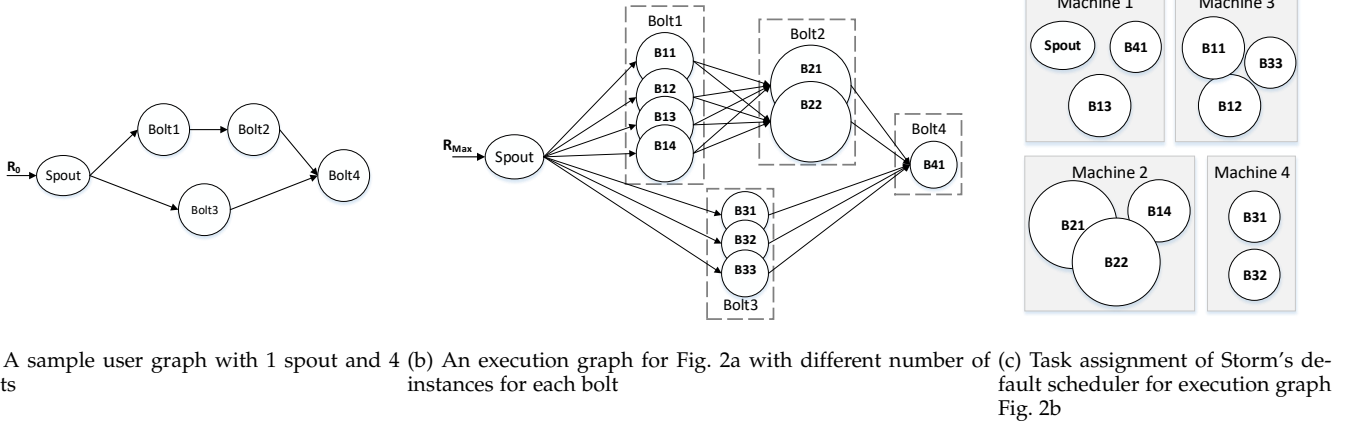 R0
Spout
Bolt1
Bolt2
Bolt3
Bolt4
RMax
Spout
Bolt1
B11
B12
B13
B14
Bolt2
B21
B22
B31
B32
B33
Bolt3
Bolt4
B41
Machine 1
Spout
B41
B13
Machine 3
B11
B33
B12
Machine 2
B21
B14
B22
Machine 4
B31
B32
A sample user graph with 1 spout and 4
ts
(b) An execution graph for Fig. 2a with different number of
instances for each bolt
(c) Task assignment of Storm's de-
fault scheduler for execution graph
Fig. 2b